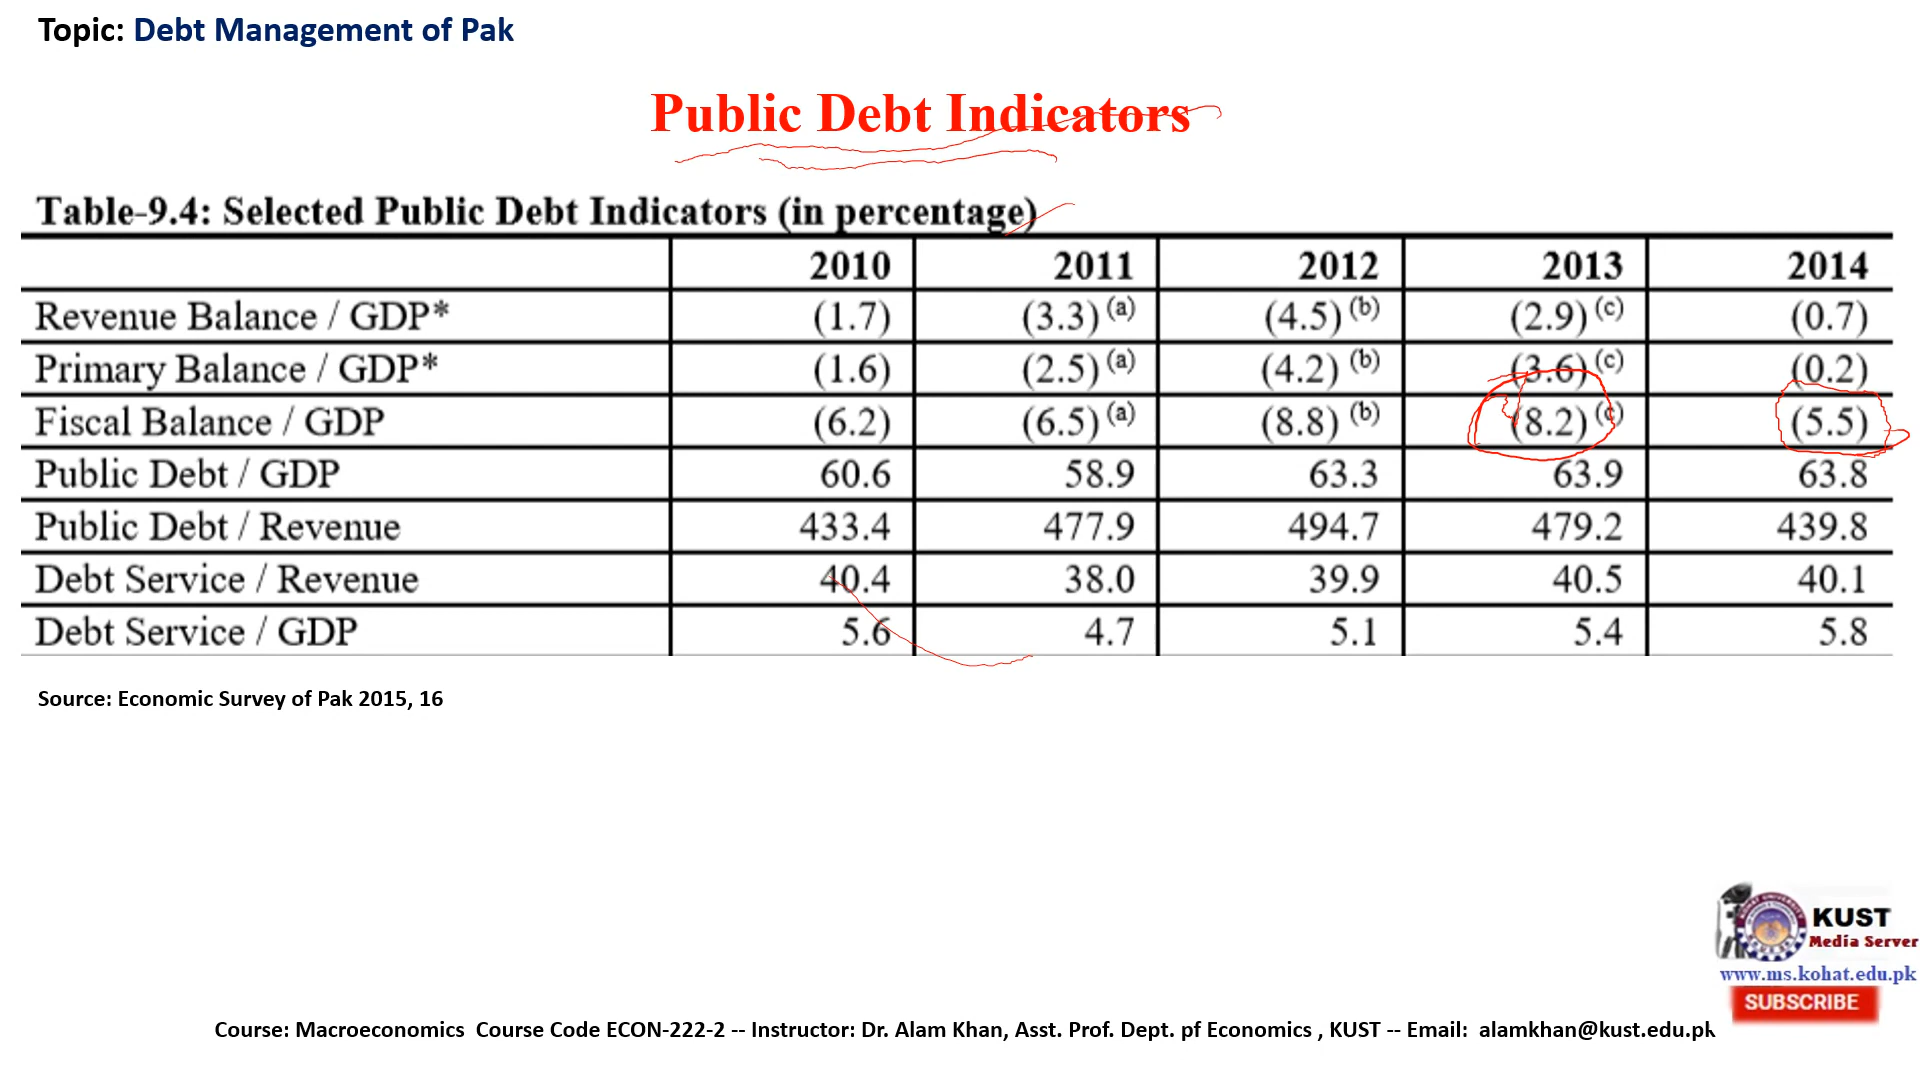 Topic: Debt Management of Pak
Public Debt Indicators
Table-9.4: Selected Public Debt Indicators (in percentage)
2010 2011 2012 2013 2014
Revenue Balance / GDP* (1.7) (3.3) (a) (4.5) (b) (2.9) (c) (0.7)
Primary Balance / GDP* (1.6) (2.5) (a) (4.2) (b) (3.6) (c) (0.2)
Fiscal Balance / GDP (6.2) (6.5) (a) (8.8) (b) (8.2) (c) (5.5)
Public Debt / GDP 60.6 58.9 63.3 63.9 63.8
Public Debt / Revenue 433.4 477.9 494.7 479.2 439.8
Debt Service / Revenue 40.4 38.0 39.9 40.5 40.1
Debt Service / GDP 5.6 4.7 5.1 5.4 5.8
Source: Economic Survey of Pak 2015, 16
KUST
Media Server
www.ms.kohat.edu.pk
SUBSCRIBE
Course: Macroeconomics Course Code ECON-222-2 -- Instructor: Dr. Alam Khan, Asst. Prof. Dept. pf Economics , KUST -- Email: alamkhan@kust.edu.pk